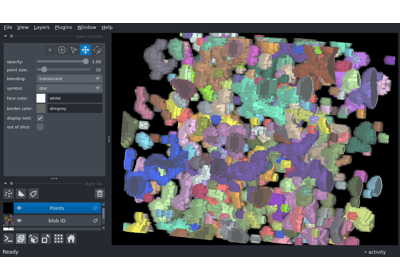 File View Layers Plugins Window Help
opacity: 1.00
point size: 10
blending: translucent
symbol: disc
face color: white
border color: dimgrey
display text: ✓
out of slice:
Points
blob ID
Ready
activity